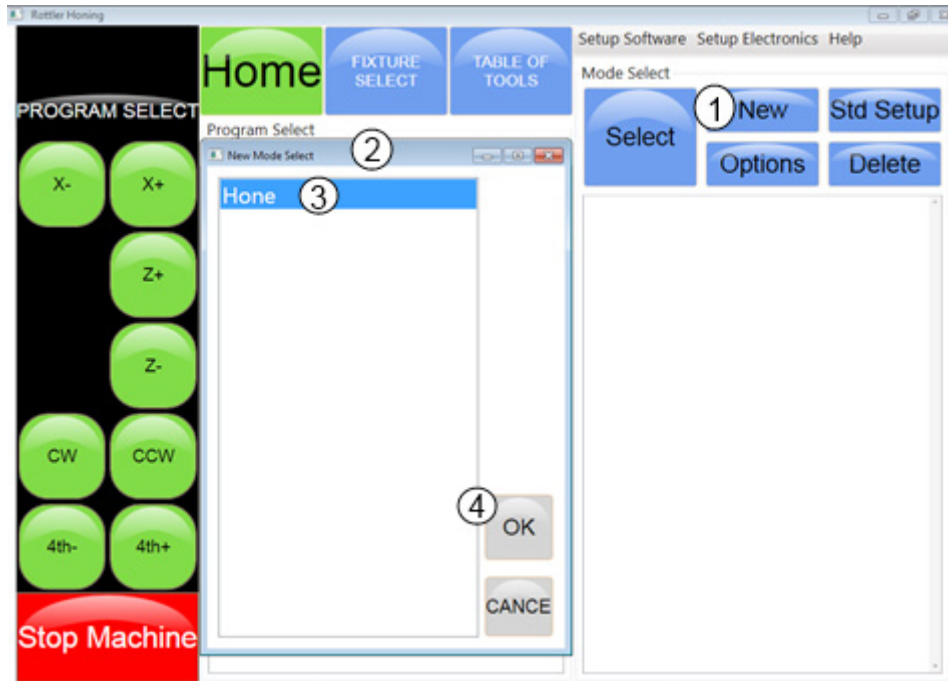 Rottler Honing
PROGRAM SELECT
X-
X+
Z+
Z-
CW
CCW
4th-
4th+
Stop Machine
Home
FIXTURE
SELECT
TABLE OF
TOOLS
Program Select
New Mode Select
2
Hone
3
4
OK
CANCE
Setup Software Setup Electronics Help
Mode Select
Select
1
New
Std Setup
Options
Delete